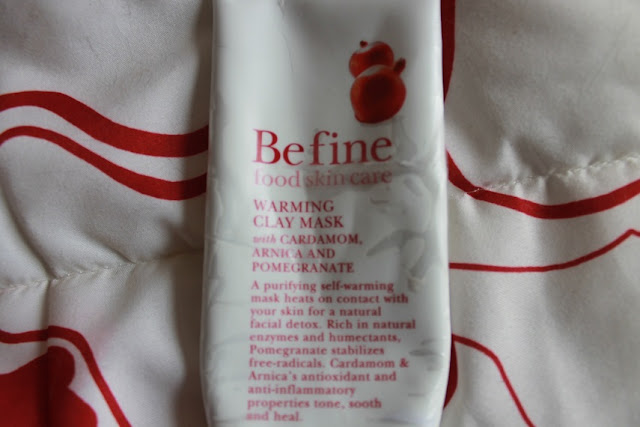 Befine
food skin care
WARMING
CLAY MASK
with CARDAMOM,
ARNICA AND
POMEGRANATE
A purifying self-warming
mask heats on contact with
your skin for a natural
facial detox. Rich in natural
enzymes and humectants,
Pomegranate stabilizes
free-radicals. Cardamom &
Arnica's antioxidant and
anti-inflammatory
properties tone, sooth
and heal.